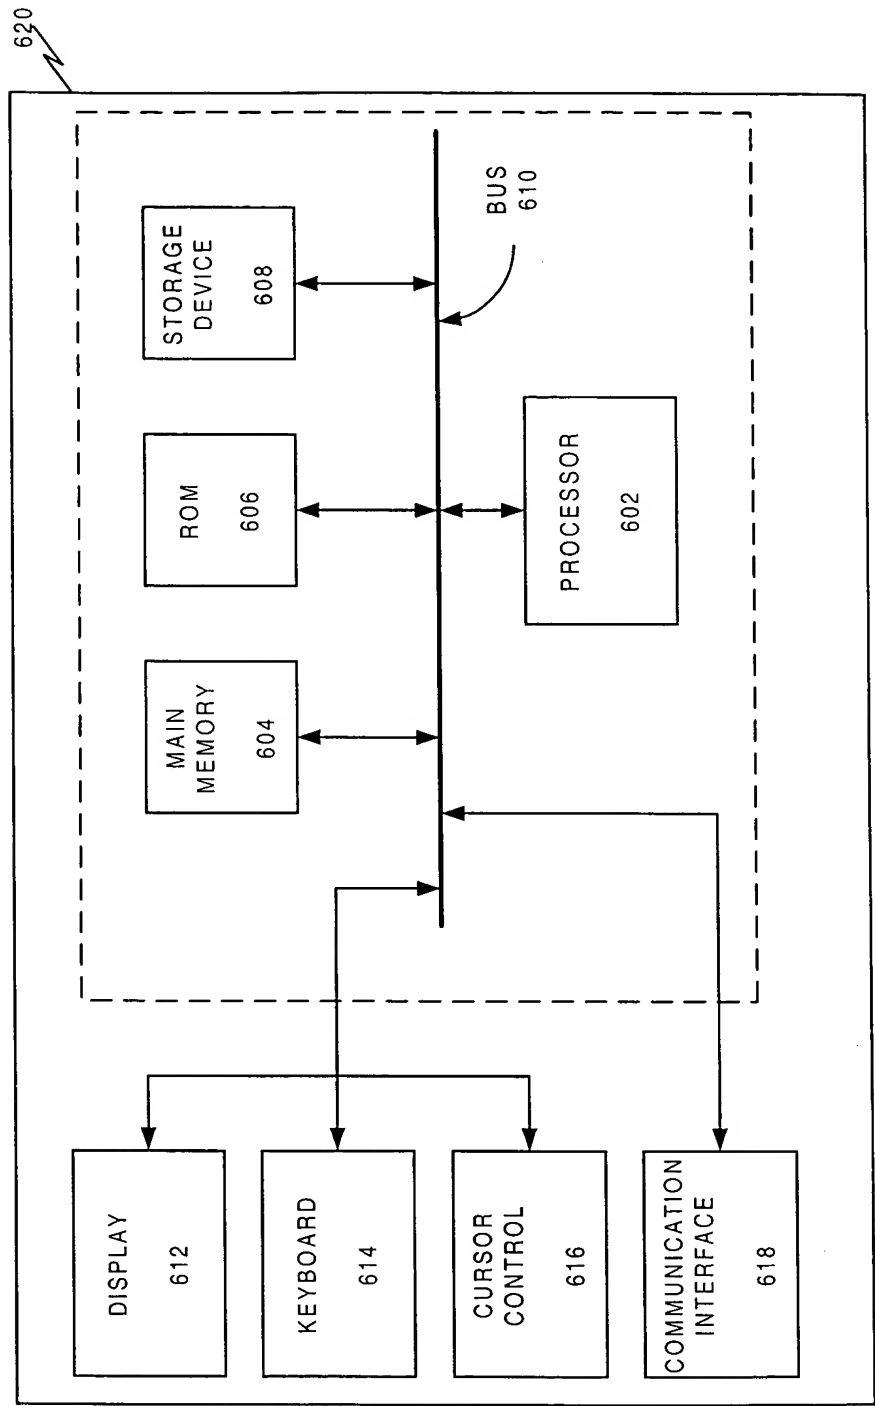 620
MAIN
MEMORY
604
ROM
606
STORAGE
DEVICE
608
BUS
610
PROCESSOR
602
DISPLAY
612
KEYBOARD
614
CURSOR
CONTROL
616
COMMUNICATION
INTERFACE
618